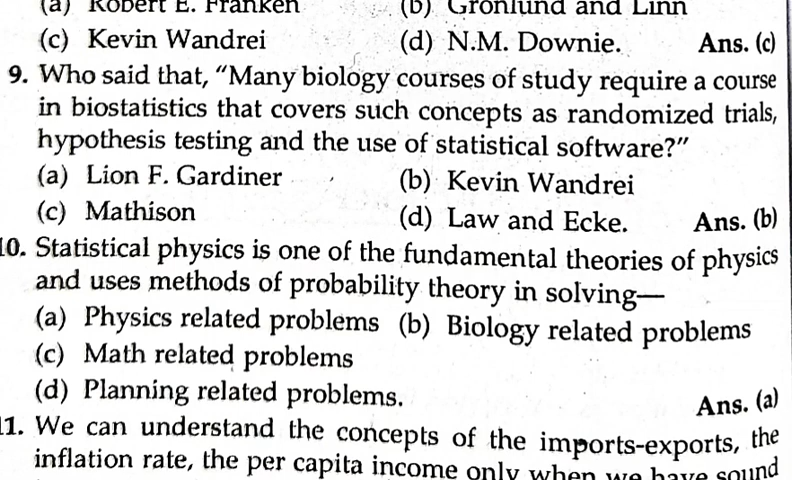 (a) Robert E. Franken (b) Gronlund and Linn
(c) Kevin Wandrei (d) N.M. Downie. Ans. (c)
9. Who said that, “Many biology courses of study require a course
in biostatistics that covers such concepts as randomized trials,
hypothesis testing and the use of statistical software?”
(a) Lion F. Gardiner (b) Kevin Wandrei
(c) Mathison (d) Law and Ecke. Ans. (b)
10. Statistical physics is one of the fundamental theories of physics
and uses methods of probability theory in solving—
(a) Physics related problems (b) Biology related problems
(c) Math related problems
(d) Planning related problems. Ans. (a)
11. We can understand the concepts of the imports-exports, the
inflation rate, the per capita income only when we have sound